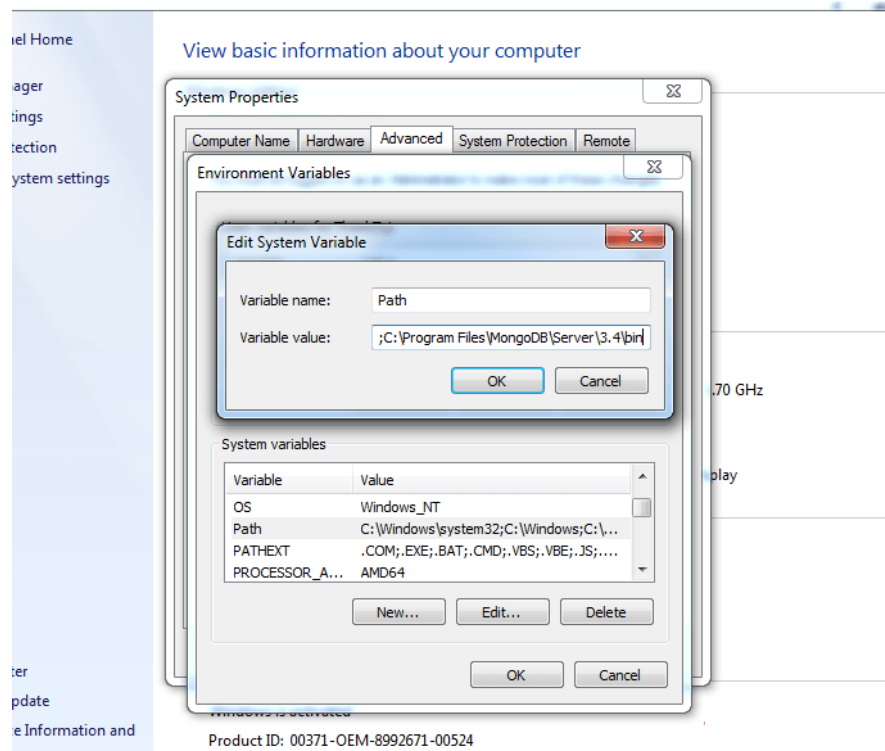 nel Home
View basic information about your computer
ager
tings
tection
ystem settings
System Properties
Computer Name Hardware Advanced System Protection Remote
Environment Variables
Edit System Variable
Variable name: Path
Variable value: ;C:\Program Files\MongoDB\Server\3.4\bin
OK Cancel
.70 GHz
play
System variables
Variable Value
OS Windows_NT
Path C:\Windows\system32;C:\Windows;C:\...
PATHEXT .COM;.EXE;.BAT;.CMD;.VBS;.VBE;.JS;....
PROCESSOR_A... AMD64
New... Edit... Delete
OK Cancel
ter
pdate
e Information and
Windows is activated
Product ID: 00371-OEM-8992671-00524